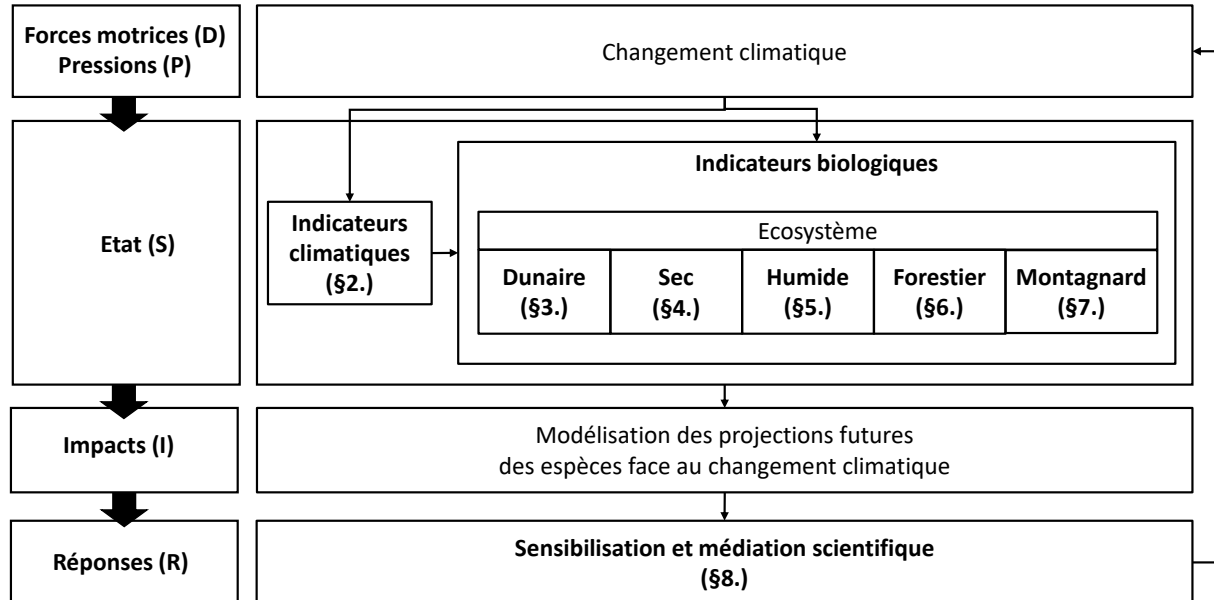 Forces motrices (D)
Pressions (P)
Changement climatique
Etat (S)
Indicateurs biologiques
Indicateurs
climatiques
(§2.)
Ecosystème
Dunaire
(§3.)
Sec
(§4.)
Humide
(§5.)
Forestier
(§6.)
Montagnard
(§7.)
Impacts (I)
Modélisation des projections futures
des espèces face au changement climatique
Réponses (R)
Sensibilisation et médiation scientifique
(§8.)